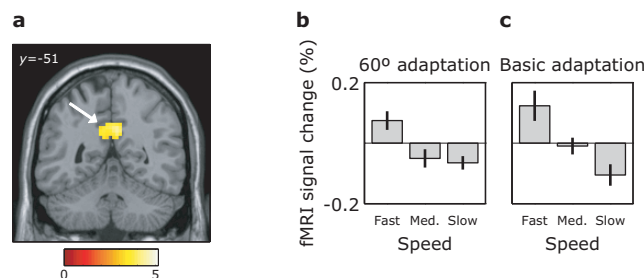 a
y=-51
0 5
b
60º adaptation
fMRI signal change (%)
0.2
-0.2
Fast Med. Slow
Speed
c
Basic adaptation
Fast Med. Slow
Speed